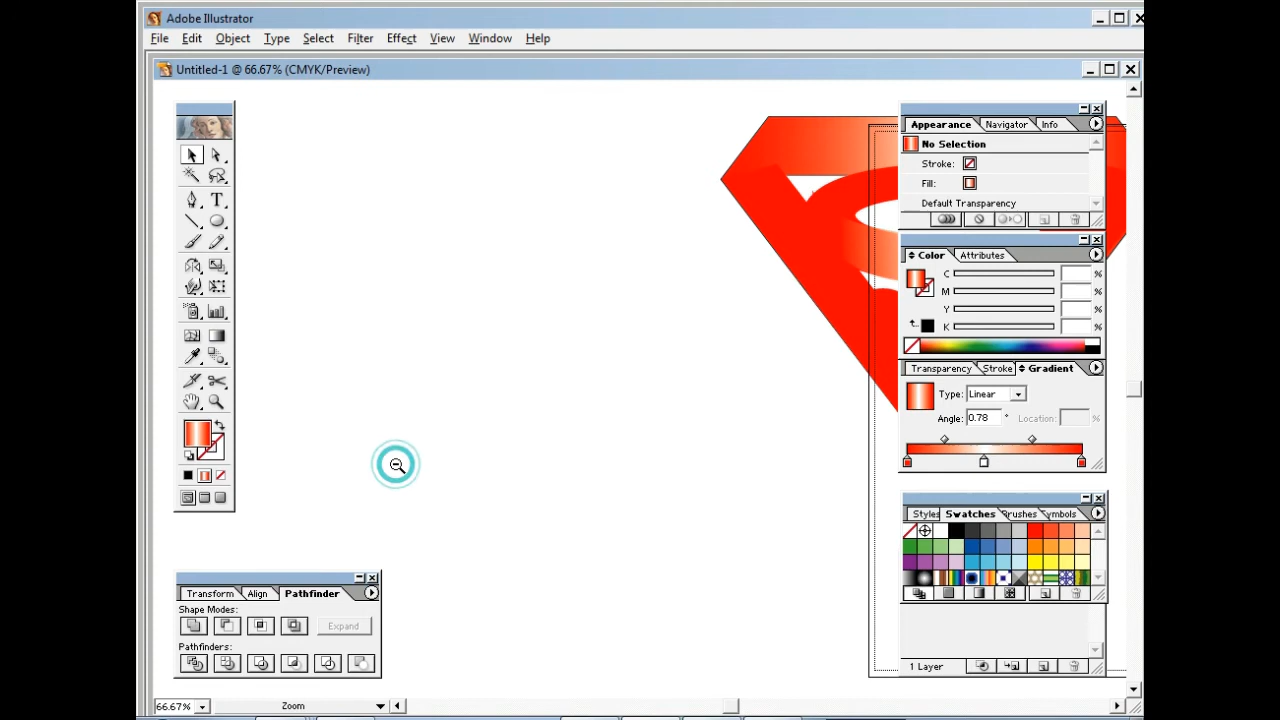 Adobe Illustrator
File Edit Object Type Select Filter Effect View Window Help
Untitled-1 @ 66.67% (CMYK/Preview)
Appearance Navigator Info
No Selection
Stroke:
Fill:
Default Transparency
Color Attributes
C %
M %
Y %
K %
Transparency Stroke Gradient
Type: Linear
Angle: 0.78 ° Location: %
Styles Swatches Brushes Symbols
Transform Align Pathfinder
Shape Modes:
Expand
Pathfinders:
1 Layer
66.67% Zoom